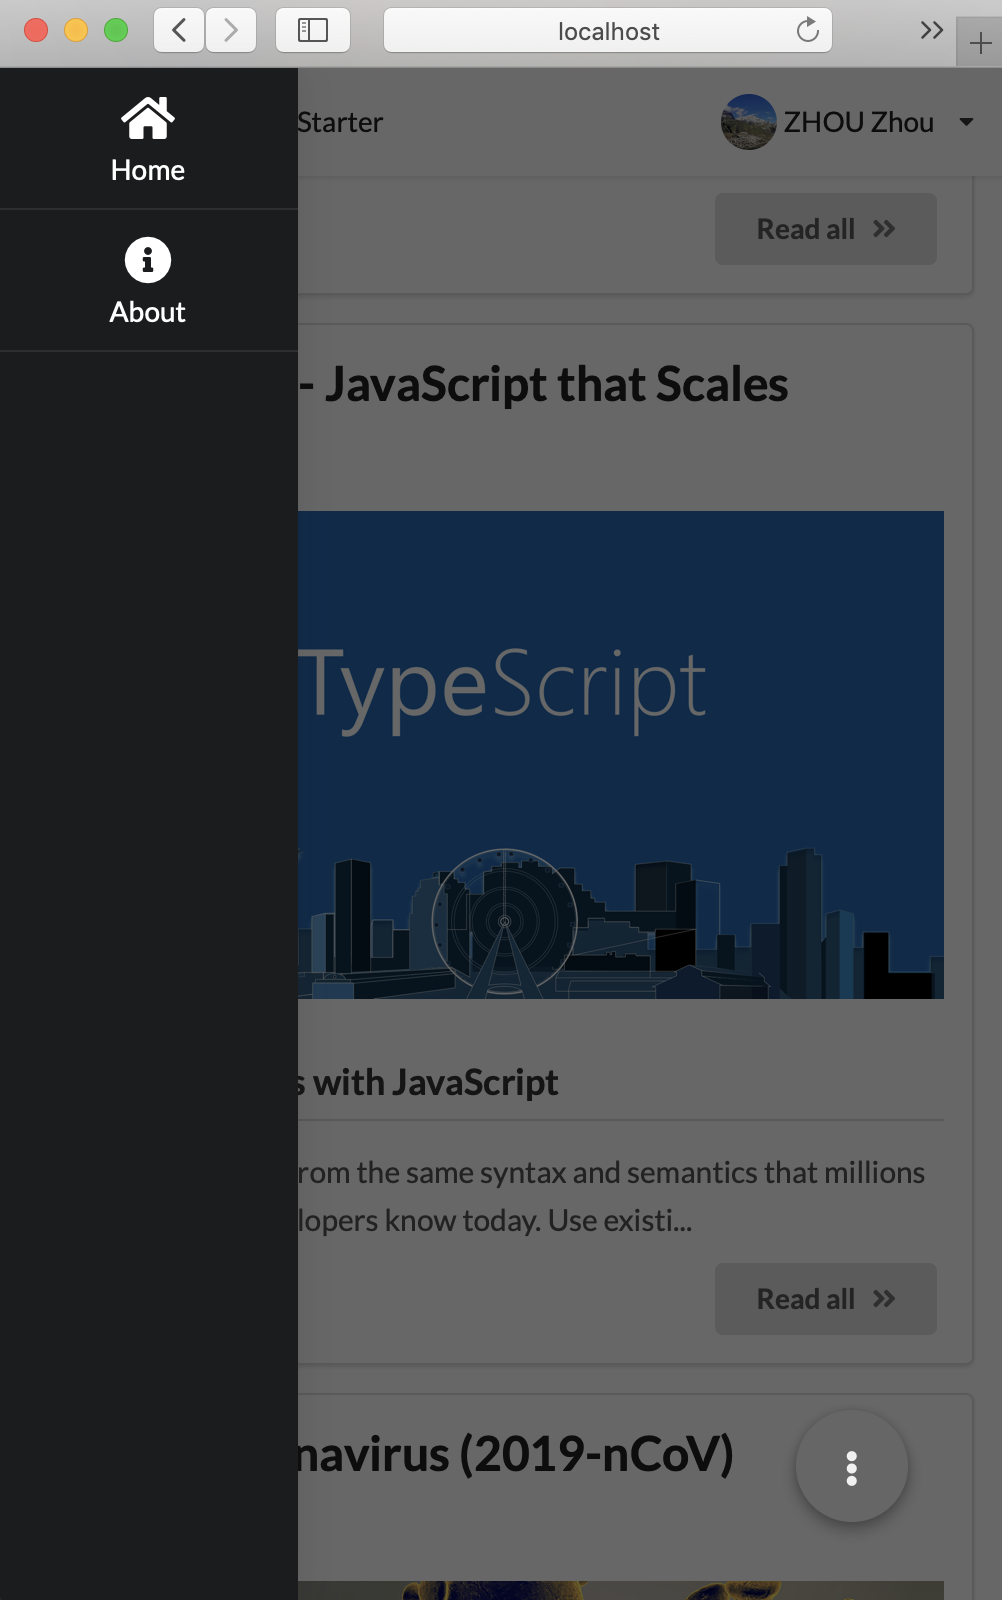 localhost
Home
About
Starter
ZHOU Zhou
Read all
- JavaScript that Scales
TypeScript
s with JavaScript
rom the same syntax and semantics that millions
lopers know today. Use existi...
Read all
navirus (2019-nCoV)